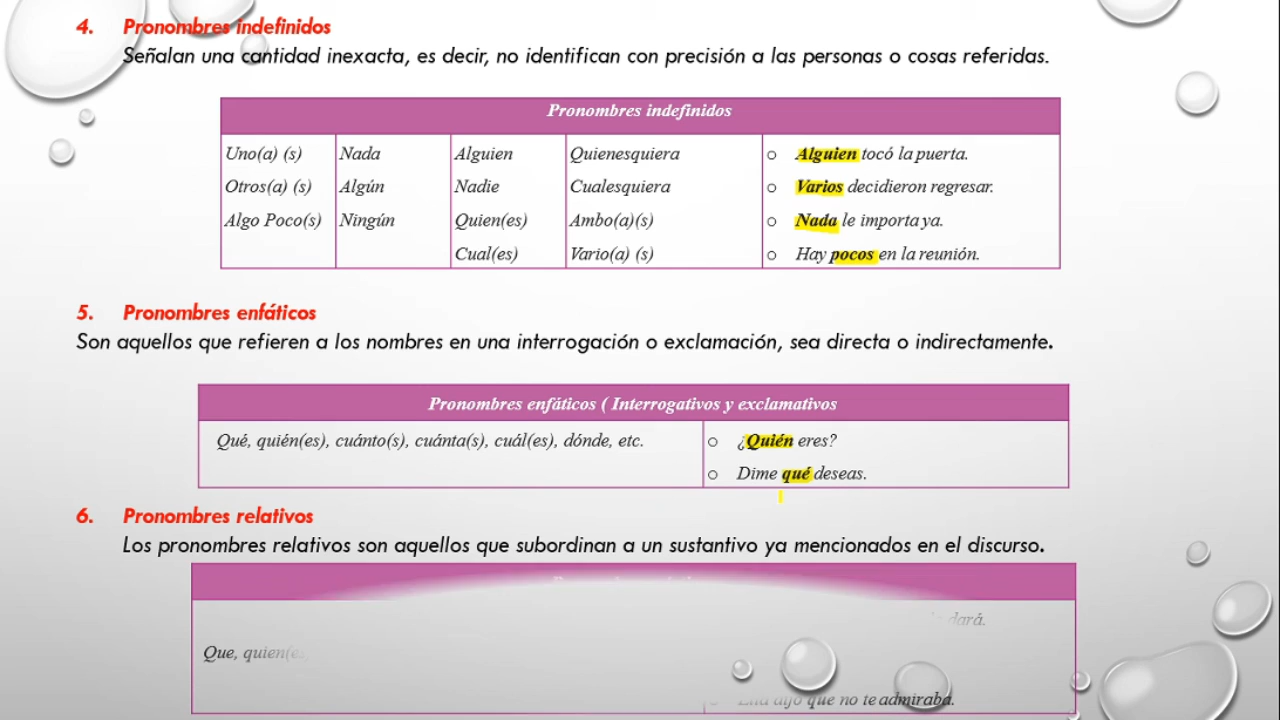 4. Pronombres indefinidos
Señalan una cantidad inexacta, es decir, no identifican con precisión a las personas o cosas referidas.
Pronombres indefinidos
Uno(a) (s) Nada Alguien Quienesquiera o Alguien tocó la puerta.
Otros(a) (s) Algún Nadie Cualesquiera o Varios decidieron regresar.
Algo Poco(s) Ningún Quien(es) Ambo(a)(s) o Nada le importa ya.
Cual(es) Vario(a) (s) o Hay pocos en la reunión.
5. Pronombres enfáticos
Son aquellos que refieren a los nombres en una interrogación o exclamación, sea directa o indirectamente.
Pronombres enfáticos ( Interrogativos y exclamativos
Qué, quién(es), cuánto(s), cuánta(s), cuál(es), dónde, etc. o ¿Quién eres?
o Dime qué deseas.
6. Pronombres relativos
Los pronombres relativos son aquellos que subordinan a un sustantivo ya mencionados en el discurso.
dará.
Que, quien(es
Ella dijo que no te admiraba.